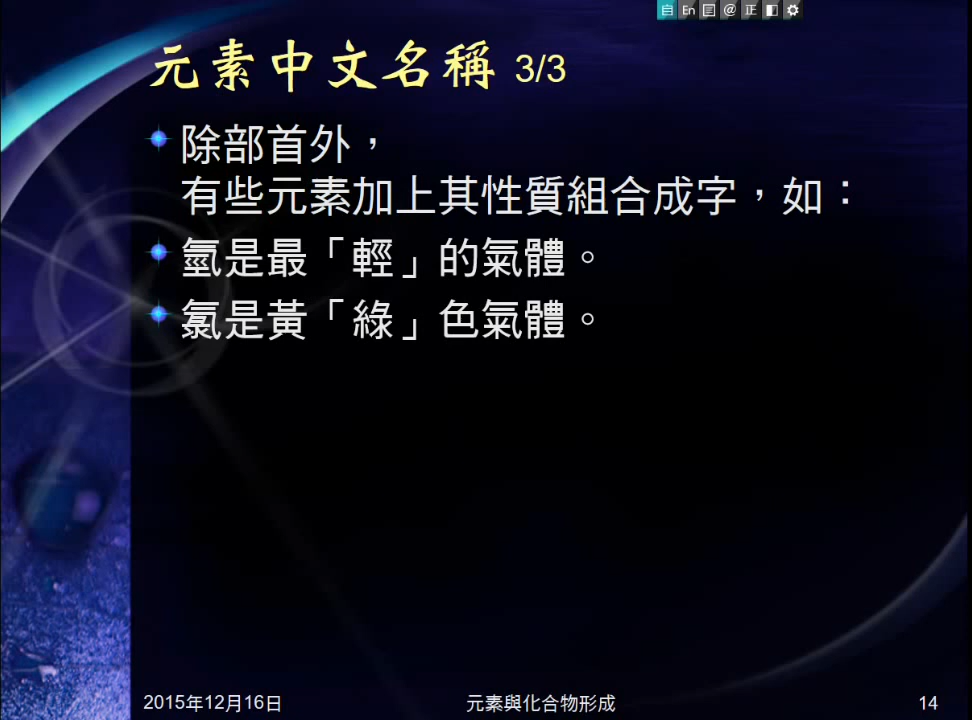 自 En @ 正
元素中文名稱 3/3
除部首外，
有些元素加上其性質組合成字，如：
氫是最「輕」的氣體。
氯是黃「綠」色氣體。
2015年12月16日 元素與化合物形成 14